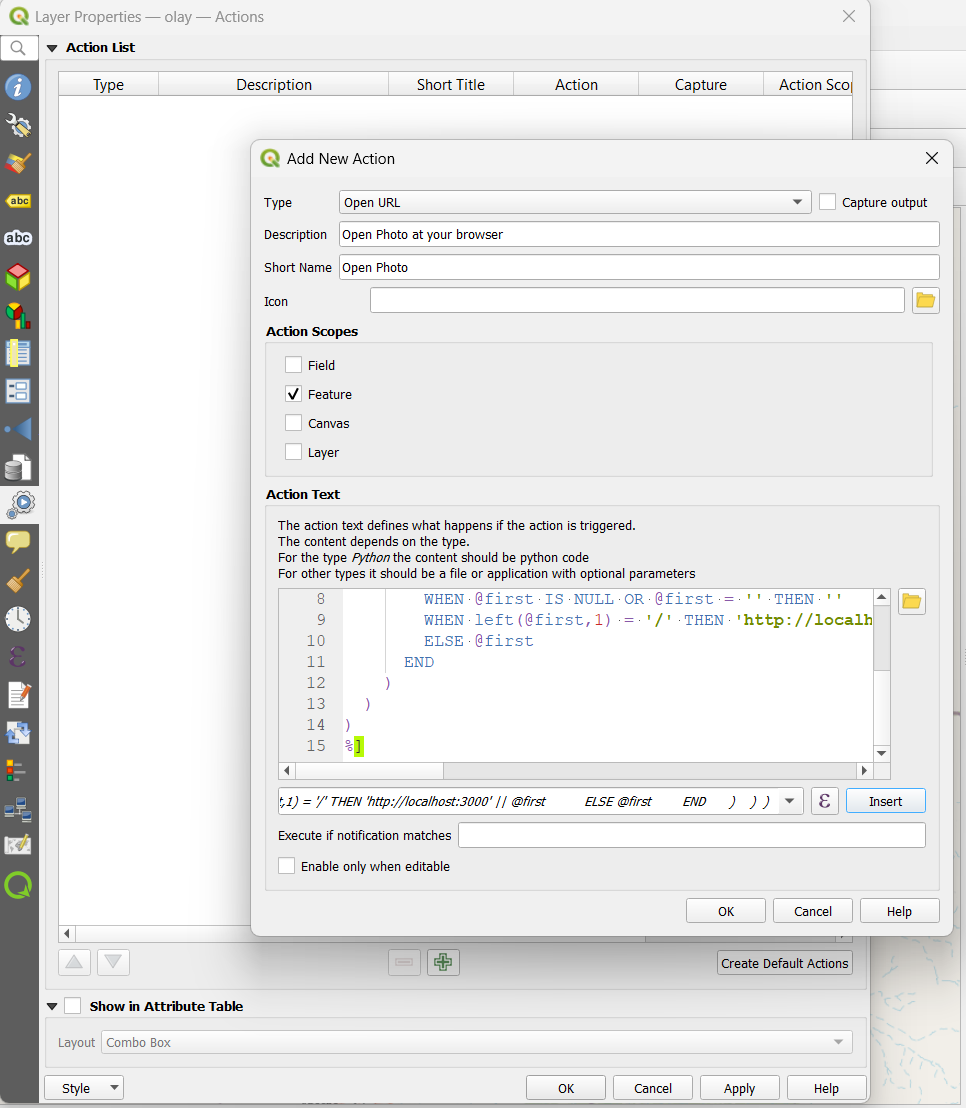 Layer Properties — olay — Actions
Action List
Type Description Short Title Action Capture Action Scop
Add New Action
Type Open URL Capture output
Description Open Photo at your browser
Short Name Open Photo
Icon
Action Scopes
Field
Feature
Canvas
Layer
Action Text
The action text defines what happens if the action is triggered.
The content depends on the type.
For the type Python the content should be python code
For other types it should be a file or application with optional parameters
8 WHEN·@first·IS·NULL·OR·@first·=·''·THEN·''
9 WHEN·left(@first,1)·=·'/'·THEN·'http://localh
10 ELSE·@first
11 END
12 )
13 )
14 )
15 %]
t,1) = '/' THEN 'http://localhost:3000' || @first ELSE @first END ) ) )
ε Insert
Execute if notification matches
Enable only when editable
OK Cancel Help
Create Default Actions
Show in Attribute Table
Layout Combo Box
Style OK Cancel Apply Help
abc
abc